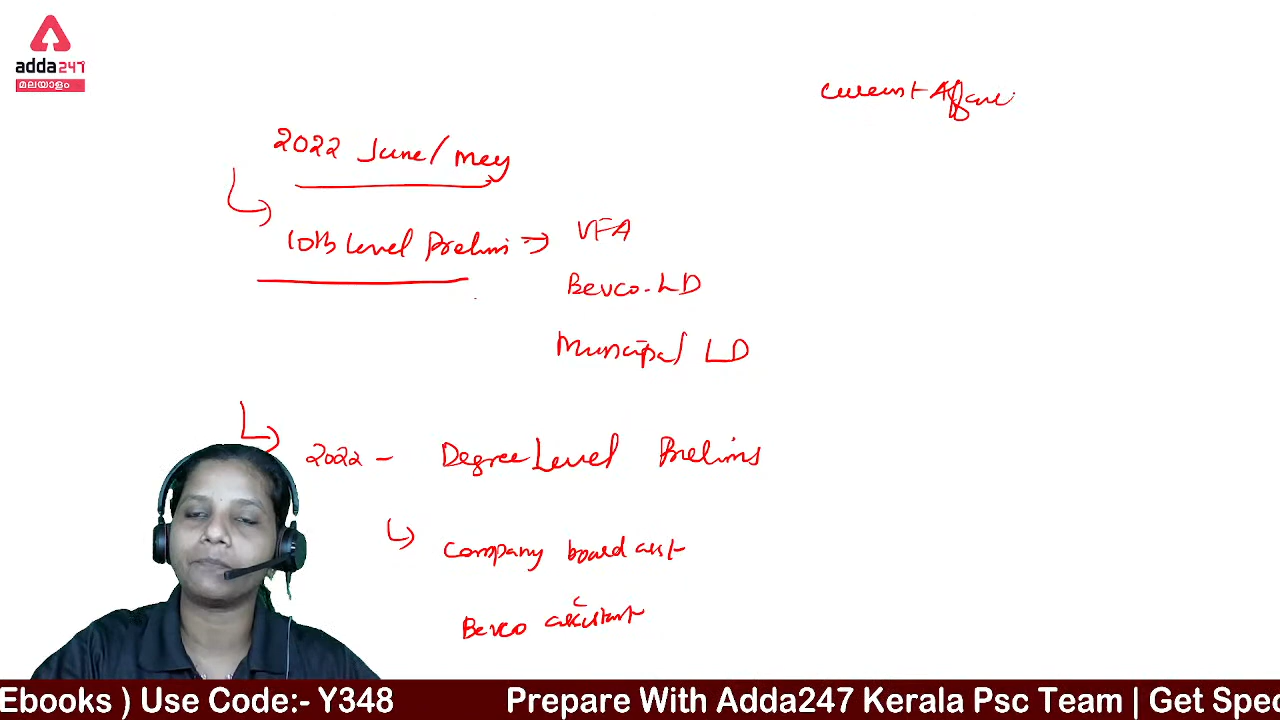 adda247
മലയാളം
Current Affairs
2022 June/ mey
10th Level Prelims ⇒ VFA
Bevco-LD
Municipal LD
2022 - Degree Level Prelims
Company board asst
Bevco assistant
Ebooks ) Use Code:- Y348 Prepare With Adda247 Kerala Psc Team | Get Spec